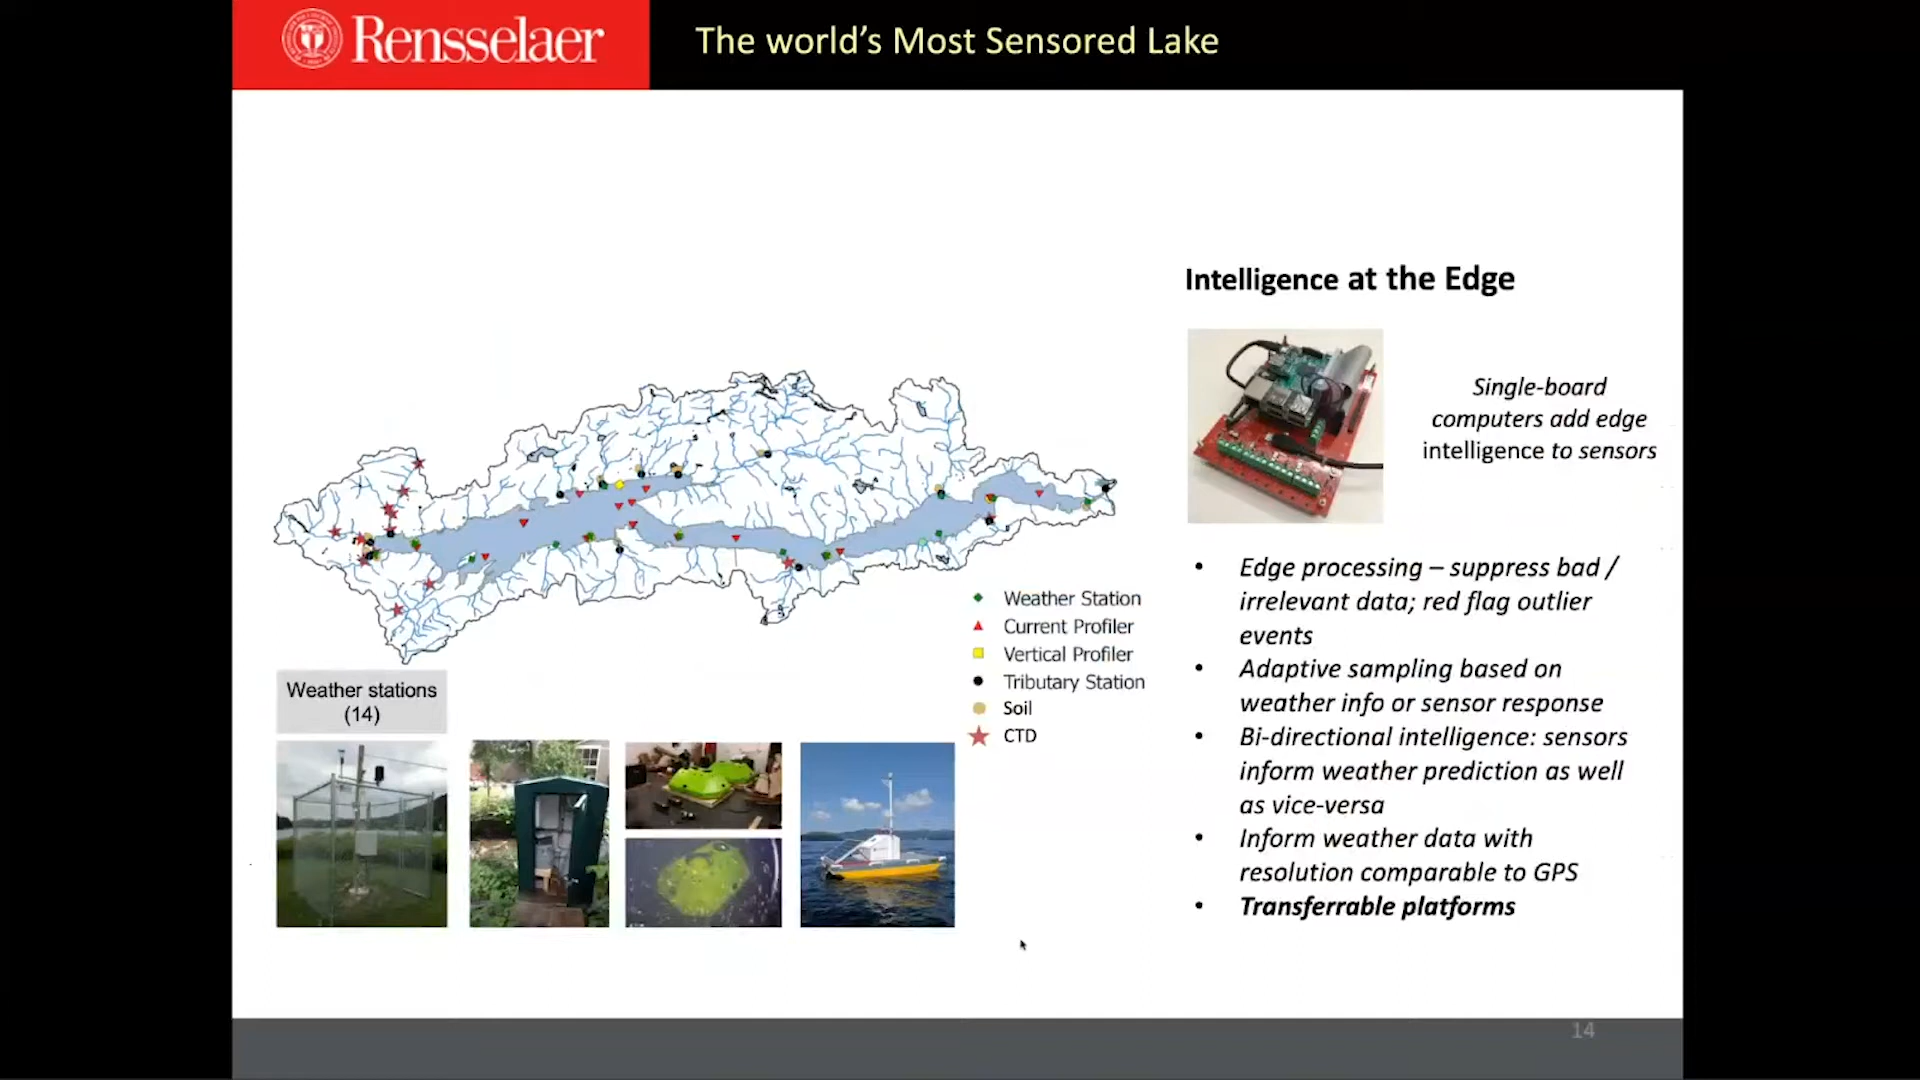 Rensselaer
The world's Most Sensored Lake
Intelligence at the Edge
Single-board
computers add edge
intelligence to sensors
Weather Station
Current Profiler
Vertical Profiler
Tributary Station
Soil
CTD
Weather stations
(14)
• Edge processing – suppress bad /
irrelevant data; red flag outlier
events
• Adaptive sampling based on
weather info or sensor response
• Bi-directional intelligence: sensors
inform weather prediction as well
as vice-versa
• Inform weather data with
resolution comparable to GPS
• Transferrable platforms
14